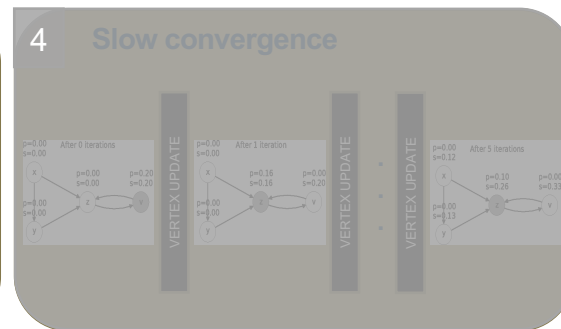 4
Slow convergence
After 0 iterations
p=0.00
s=0.00
x
p=0.00
s=0.00
z
p=0.20
s=0.20
p=0.00
s=0.00
y
VERTEX UPDATE
After 1 iteration
p=0.00
s=0.00
x
p=0.16
s=0.16
z
p=0.00
s=0.20
v
p=0.00
s=0.00
y
VERTEX UPDATE
VERTEX UPDATE
After 5 iterations
p=0.00
s=0.12
x
p=0.10
s=0.26
z
p=0.00
s=0.33
v
p=0.00
s=0.13
y